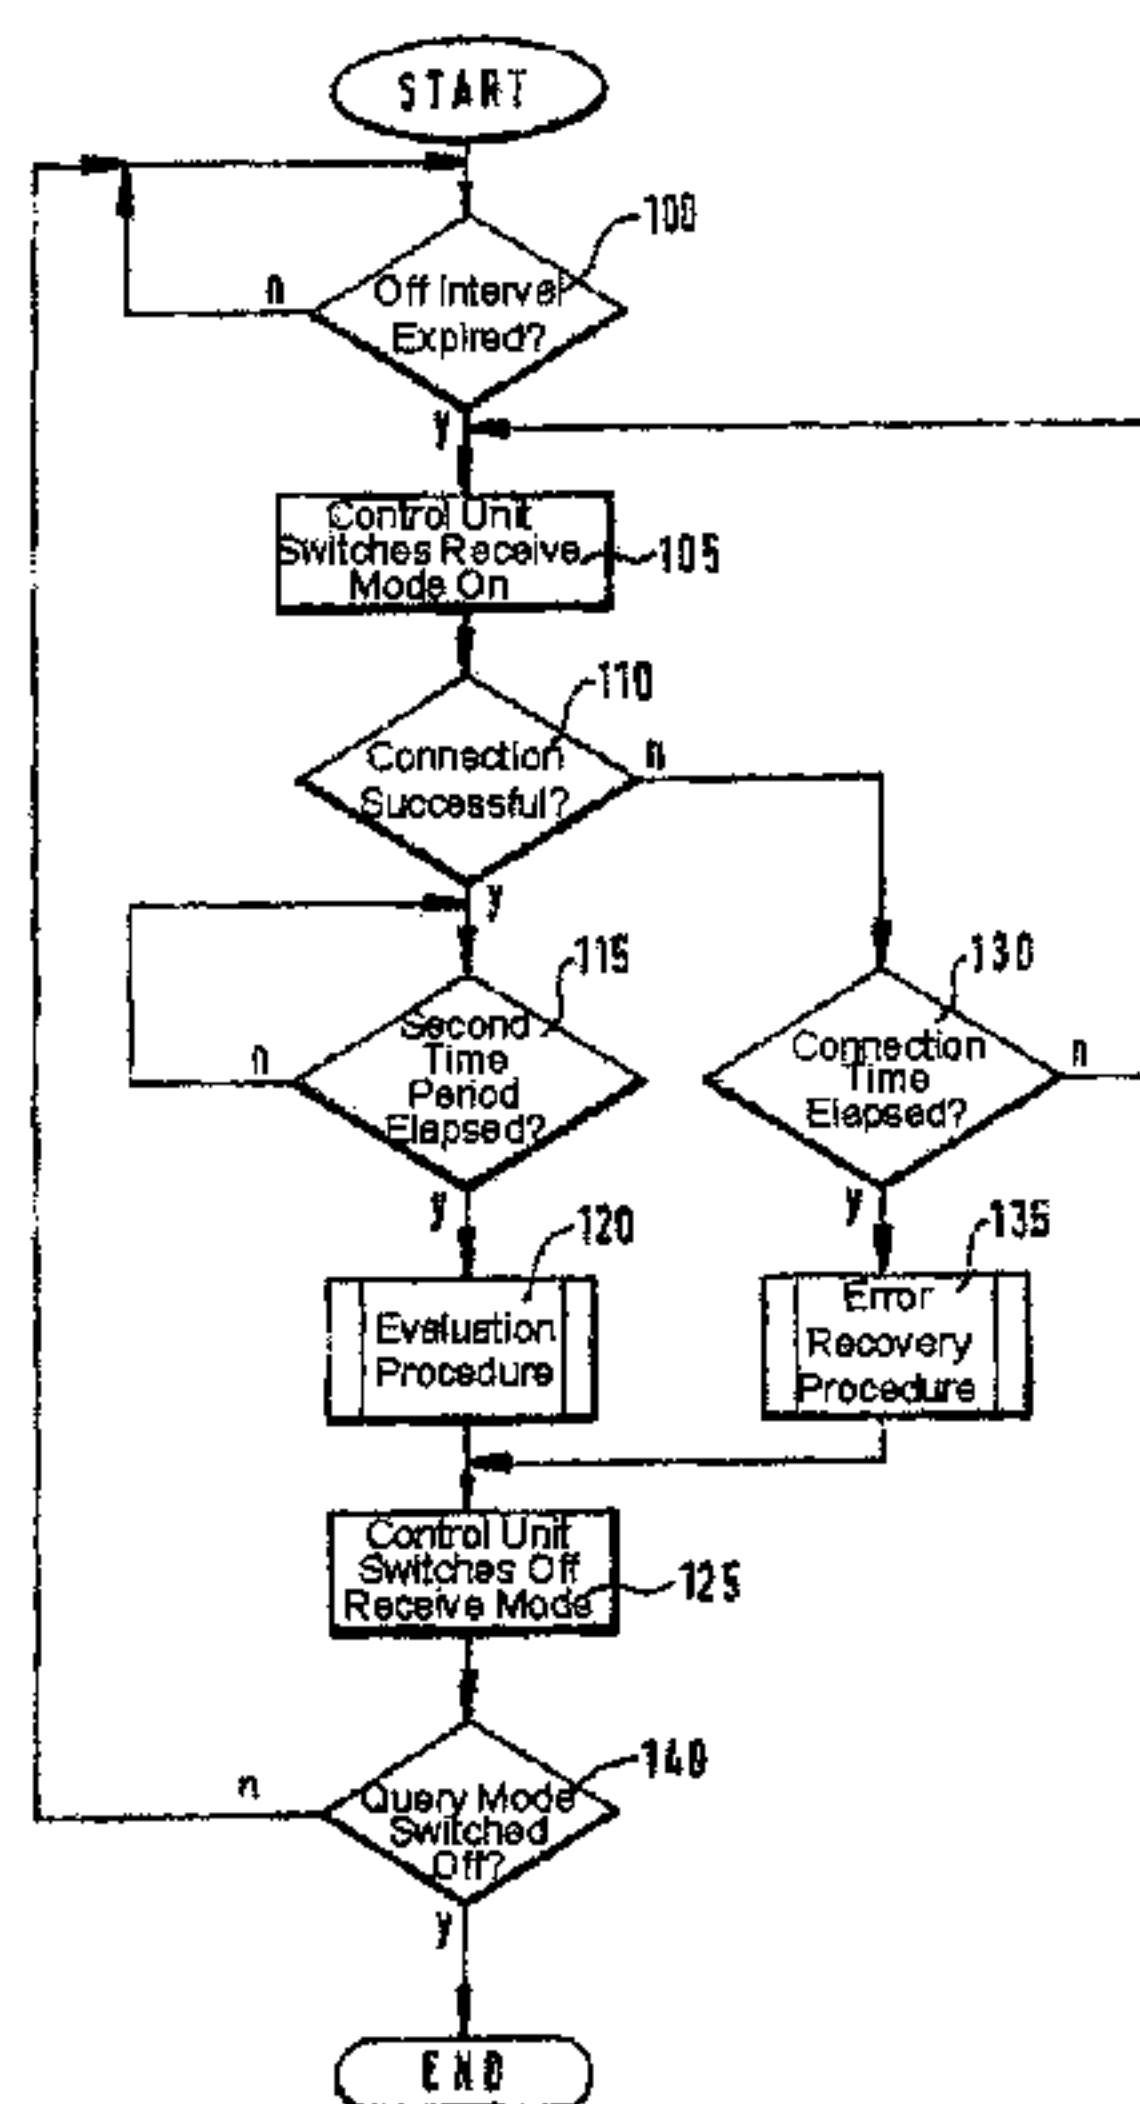 START
100
n
Off Interval
Expired?
y
Control Unit
Switches Receive
Mode On
105
110
Connection
Successful?
n
y
115
Second
Time
Period
Elapsed?
n
y
130
Connection
Time
Elapsed?
n
y
120
Evaluation
Procedure
135
Error
Recovery
Procedure
Control Unit
Switches Off
Receive Mode
125
140
Query Mode
Switched
Off?
n
y
END